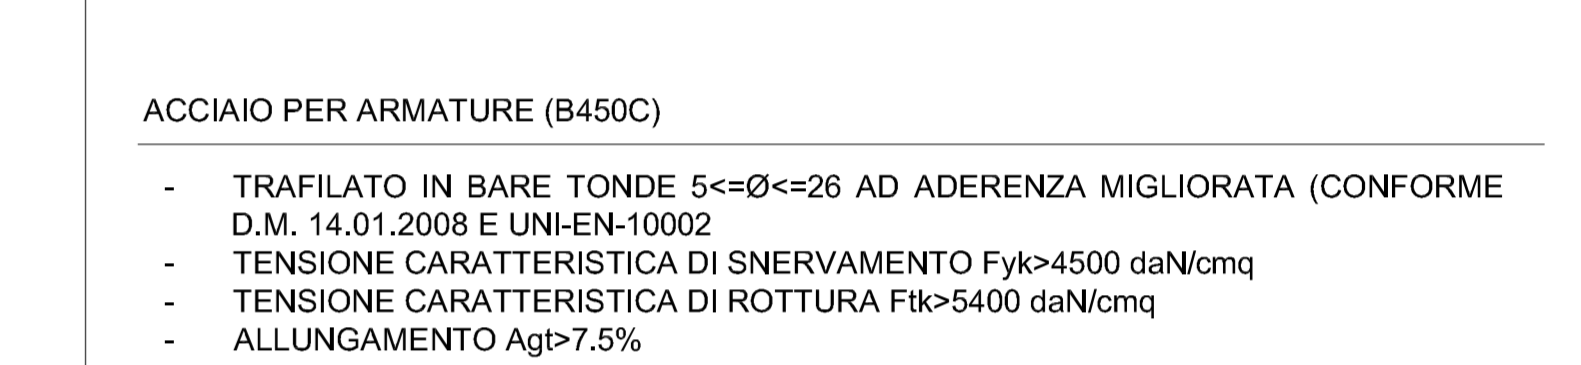 ACCIAIO PER ARMATURE (B450C)
- TRAFILATO IN BARE TONDE 5<=Ø<=26 AD ADERENZA MIGLIORATA (CONFORME
D.M. 14.01.2008 E UNI-EN-10002
- TENSIONE CARATTERISTICA DI SNERVAMENTO Fyk>4500 daN/cmq
- TENSIONE CARATTERISTICA DI ROTTURA Ftk>5400 daN/cmq
- ALLUNGAMENTO Agt>7.5%